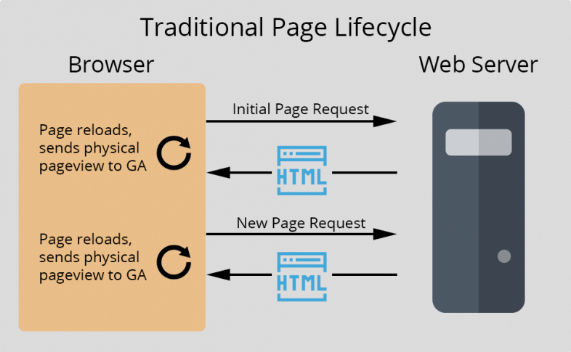 Traditional Page Lifecycle
Browser
Web Server
Initial Page Request
Page reloads,
sends physical
pageview to GA
HTML
New Page Request
Page reloads,
sends physical
pageview to GA
HTML